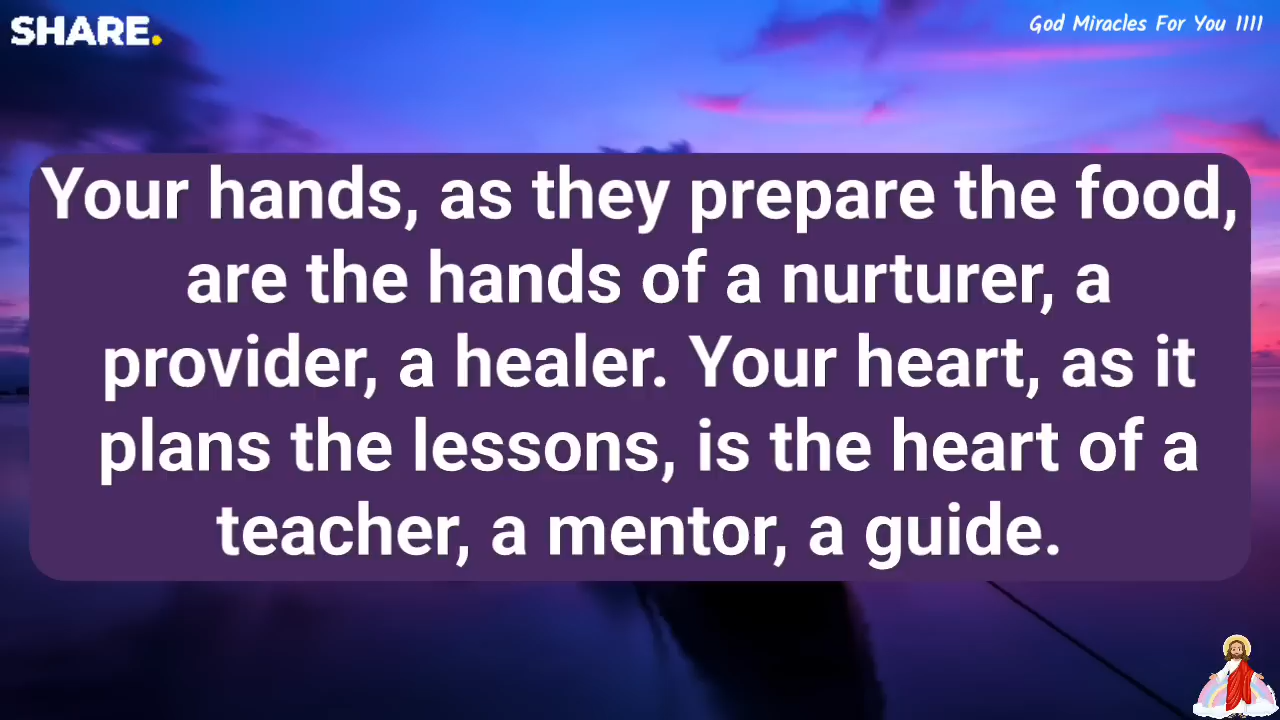 SHARE.
God Miracles For You 1111
Your hands, as they prepare the food,
are the hands of a nurturer, a
provider, a healer. Your heart, as it
plans the lessons, is the heart of a
teacher, a mentor, a guide.